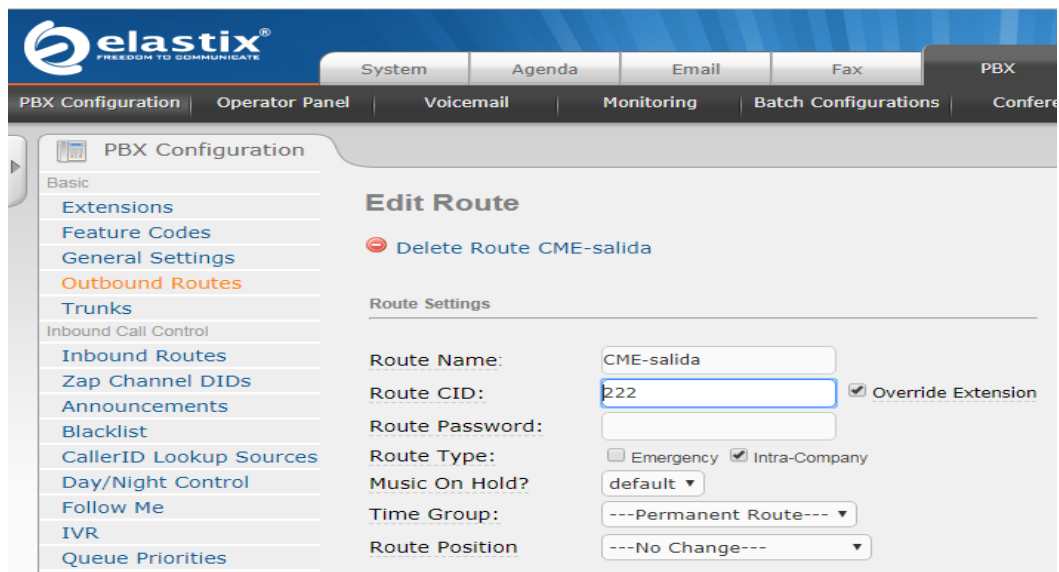 elastix®
FREEDOM TO COMMUNICATE
System Agenda Email Fax PBX
PBX Configuration Operator Panel Voicemail Monitoring Batch Configurations Confere
PBX Configuration
Basic
Extensions
Feature Codes
General Settings
Outbound Routes
Trunks
Inbound Call Control
Inbound Routes
Zap Channel DIDs
Announcements
Blacklist
CallerID Lookup Sources
Day/Night Control
Follow Me
IVR
Queue Priorities
Edit Route
Delete Route CME-salida
Route Settings
Route Name: CME-salida
Route CID: 222 Override Extension
Route Password:
Route Type: Emergency Intra-Company
Music On Hold? default
Time Group: ---Permanent Route---
Route Position ---No Change---